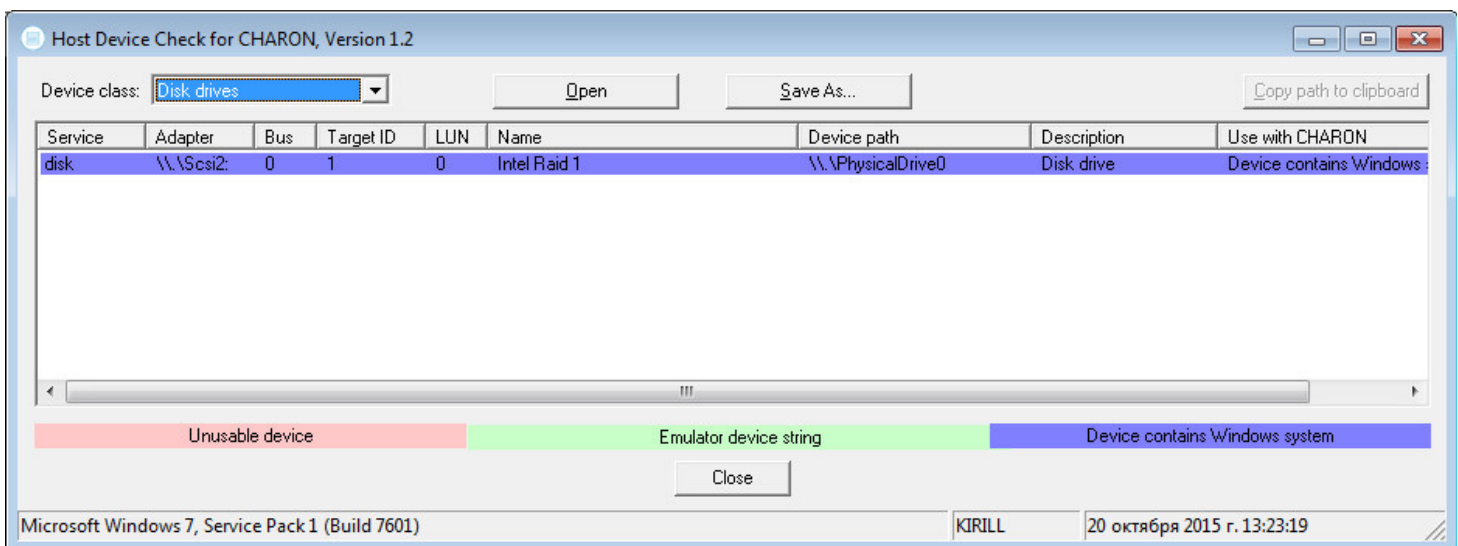 Host Device Check for CHARON, Version 1.2
Device class: Disk drives Open Save As... Copy path to clipboard
Service Adapter Bus Target ID LUN Name Device path Description Use with CHARON
disk \\.\Scsi2: 0 1 0 Intel Raid 1 \\.\PhysicalDrive0 Disk drive Device contains Windows
Unusable device Emulator device string Device contains Windows system
Close
Microsoft Windows 7, Service Pack 1 (Build 7601) KIRILL 20 октября 2015 г. 13:23:19